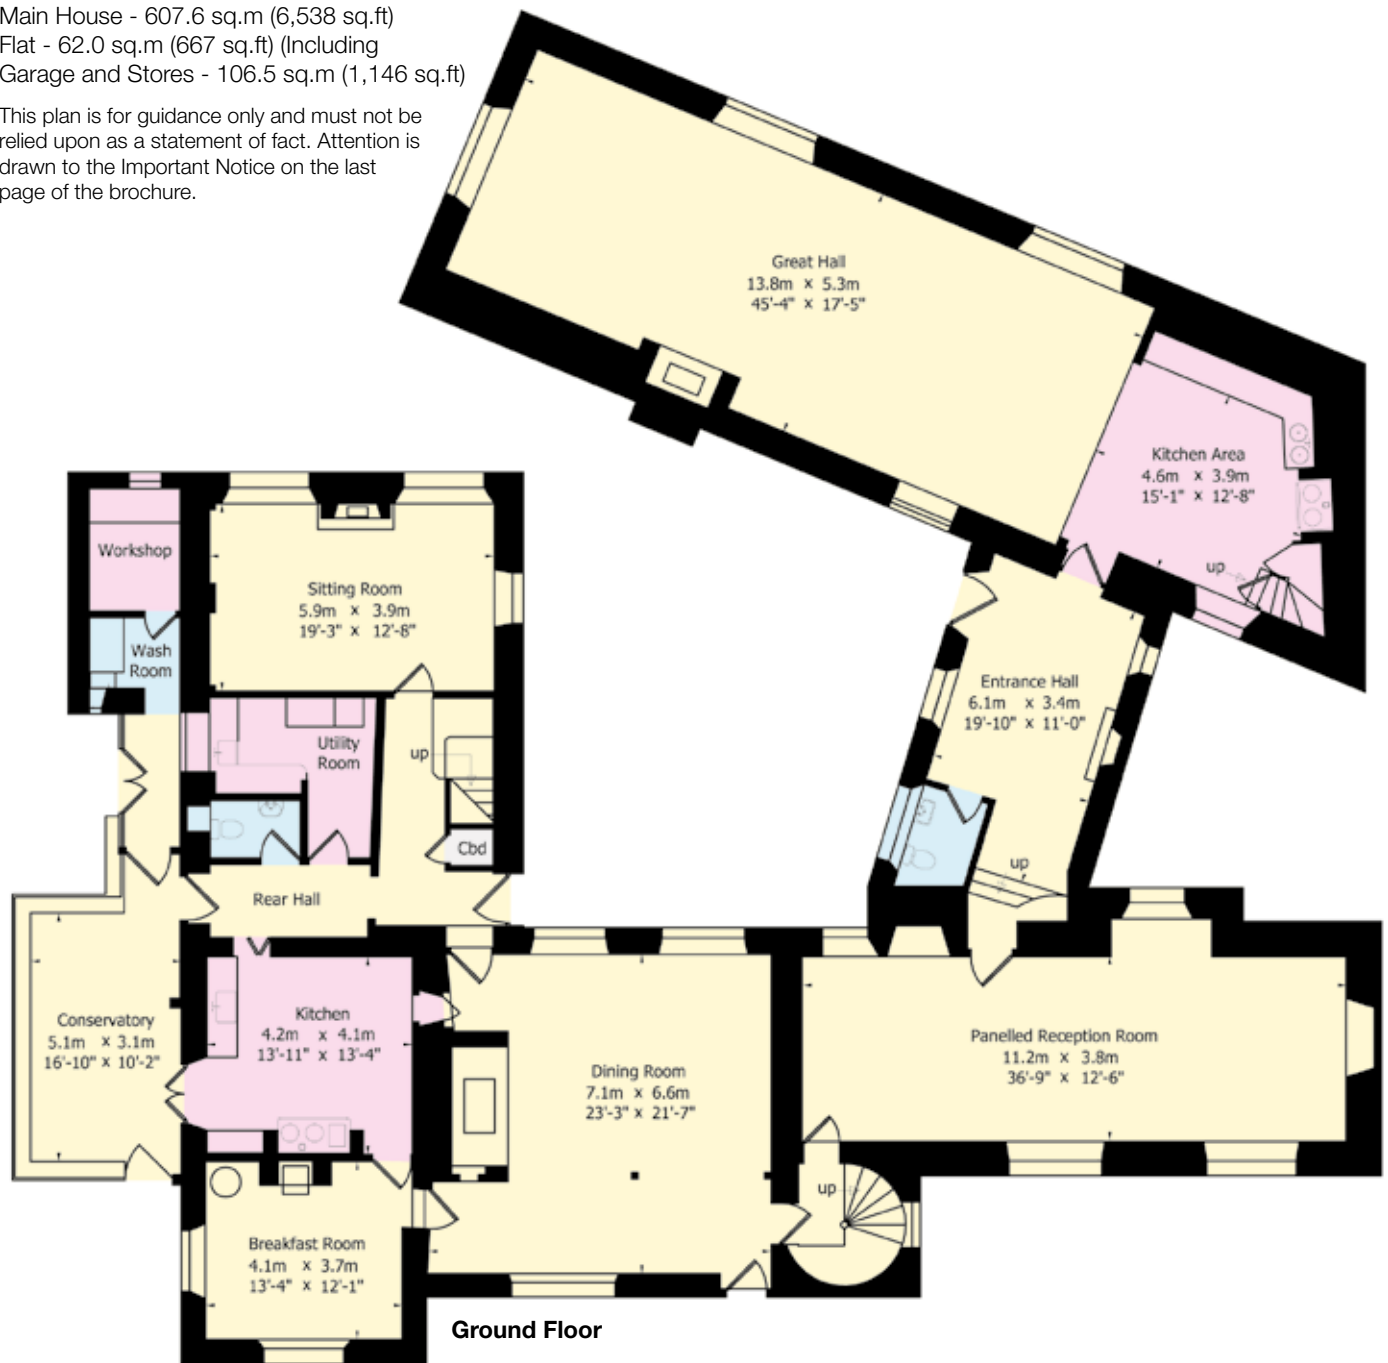 Main House - 607.6 sq.m (6,538 sq.ft)
Flat - 62.0 sq.m (667 sq.ft) (Including
Garage and Stores - 106.5 sq.m (1,146 sq.ft)
This plan is for guidance only and must not be
relied upon as a statement of fact. Attention is
drawn to the Important Notice on the last
page of the brochure.
Great Hall
13.8m x 5.3m
45'-4" x 17'-5"
Kitchen Area
4.6m x 3.9m
15'-1" x 12'-8"
up
Workshop
Sitting Room
5.9m x 3.9m
19'-3" x 12'-8"
Wash
Room
Entrance Hall
6.1m x 3.4m
19'-10" x 11'-0"
up
Utility
Room
up
Cbd
Rear Hall
Conservatory
5.1m x 3.1m
16'-10" x 10'-2"
Kitchen
4.2m x 4.1m
13'-11" x 13'-4"
Dining Room
7.1m x 6.6m
23'-3" x 21'-7"
Panelled Reception Room
11.2m x 3.8m
36'-9" x 12'-6"
up
Breakfast Room
4.1m x 3.7m
13'-4" x 12'-1"
Ground Floor